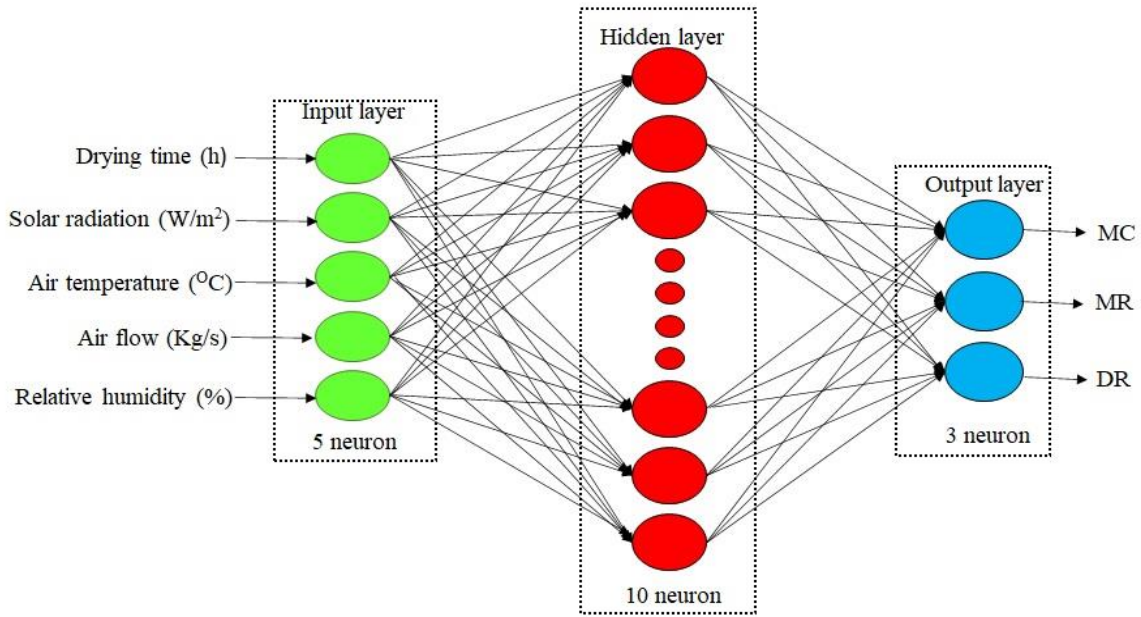 Input layer
Drying time (h)
Solar radiation (W/m²)
Air temperature (ᴼC)
Air flow (Kg/s)
Relative humidity (%)
5 neuron
Hidden layer
10 neuron
Output layer
MC
MR
DR
3 neuron